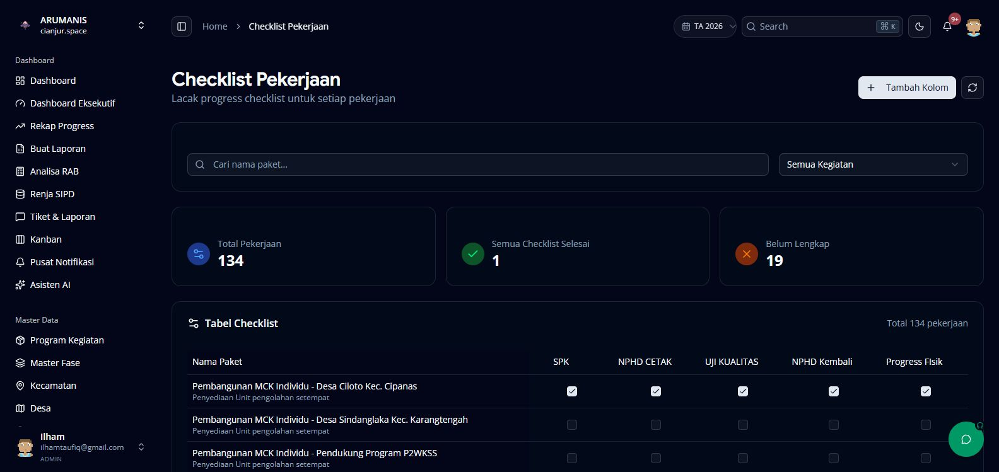 ARUMANIS
cianjur.space
Home > Checklist Pekerjaan
TA 2026
Search
⌘ K
9+
Dashboard
Dashboard
Dashboard Eksekutif
Rekap Progress
Buat Laporan
Analisa RAB
Renja SIPD
Tiket & Laporan
Kanban
Pusat Notifikasi
Asisten AI
Master Data
Program Kegiatan
Master Fase
Kecamatan
Desa
Ilham
ilhamtaufiq@gmail.com
ADMIN
Checklist Pekerjaan
Lacak progress checklist untuk setiap pekerjaan
Tambah Kolom
Cari nama paket...
Semua Kegiatan
Total Pekerjaan
134
Semua Checklist Selesai
1
Belum Lengkap
19
Tabel Checklist
Total 134 pekerjaan
Nama Paket SPK NPHD CETAK UJI KUALITAS NPHD Kembali Progress FIsik
Pembangunan MCK Individu - Desa Ciloto Kec. Cipanas
Penyediaan Unit pengolahan setempat
Pembangunan MCK Individu - Desa Sindanglaka Kec. Karangtengah
Penyediaan Unit pengolahan setempat
Pembangunan MCK Individu - Pendukung Program P2WKSS
Penyediaan Unit pengolahan setempat